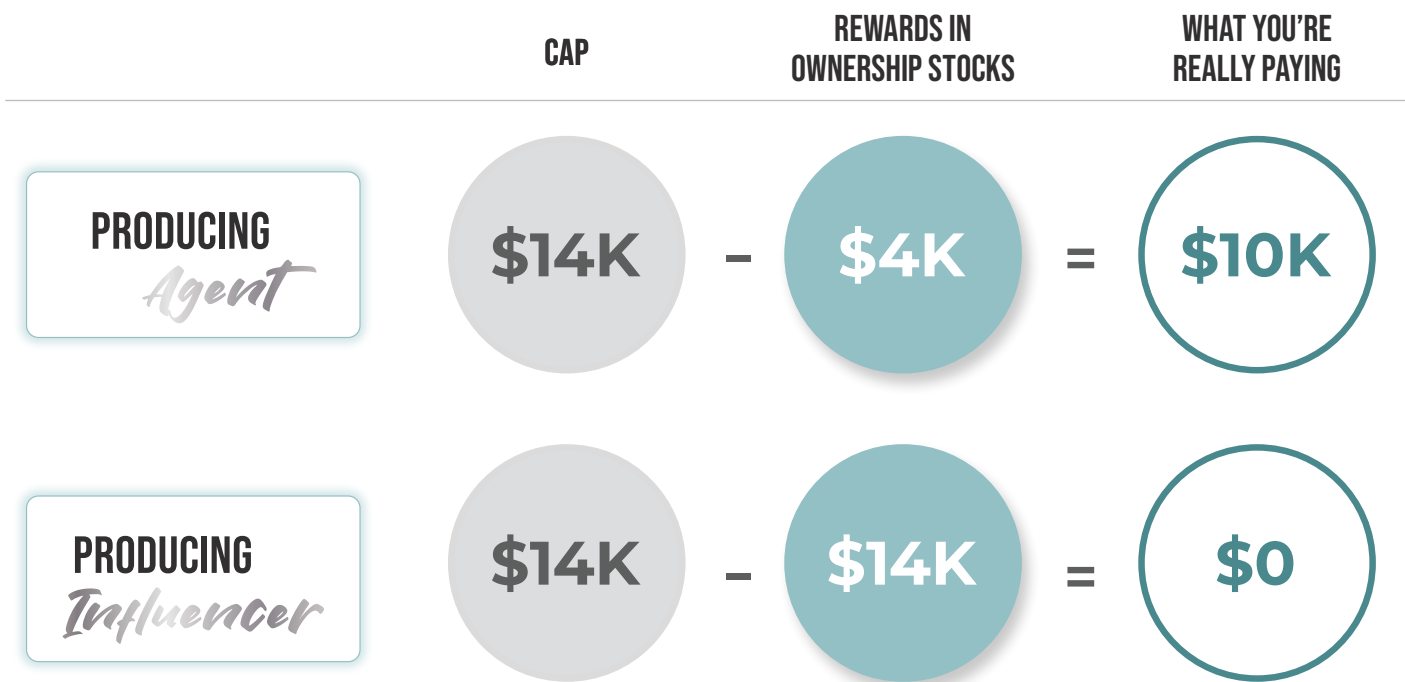 CAP
REWARDS IN
OWNERSHIP STOCKS
WHAT YOU’RE
REALLY PAYING
PRODUCING
Agent
$14K
–
$4K
=
$10K
PRODUCING
Influencer
$14K
–
$14K
=
$0